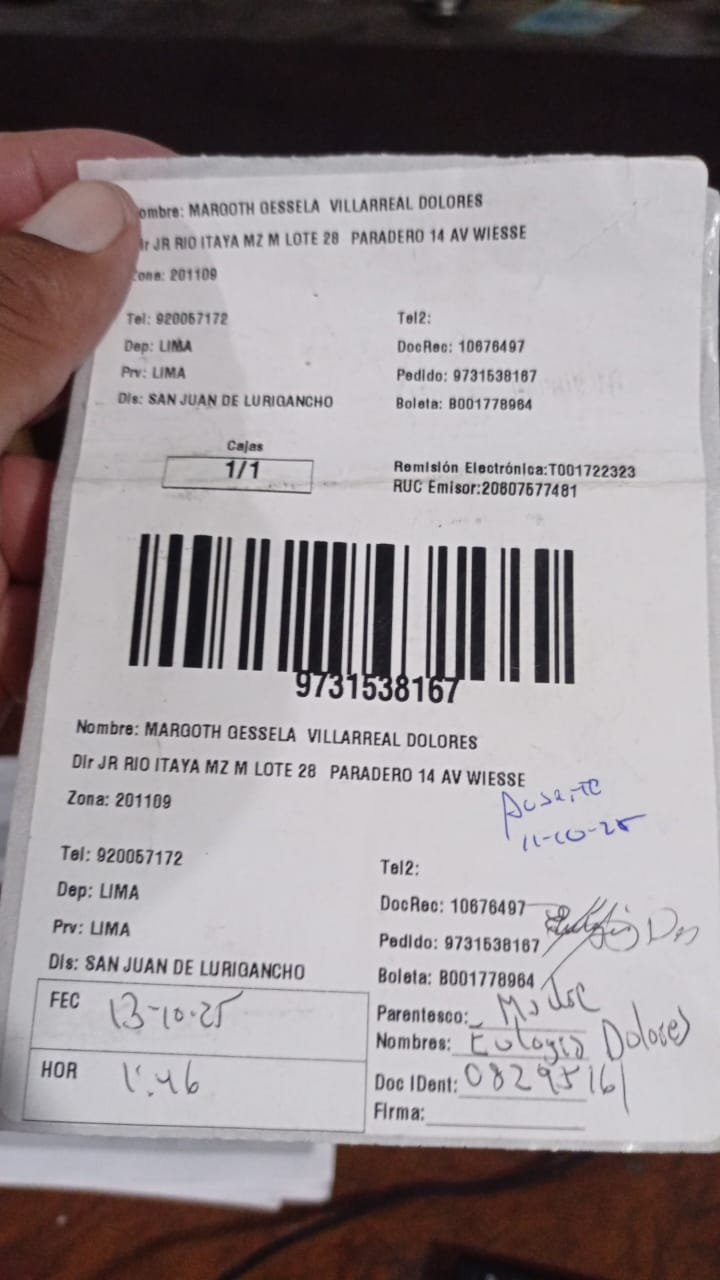 ombre: MARGOTH GESSELA VILLARREAL DOLORES
ir JR RIO ITAYA MZ M LOTE 28 PARADERO 14 AV WIESSE
Zona: 201109
Tel: 920057172
Tel2:
Dep: LIMA
DocRec: 10676497
Prv: LIMA
Pedido: 9731538167
Dis: SAN JUAN DE LURIGANCHO
Boleta: B001778964
Cajas
1/1
Remisión Electrónica:T001722323
RUC Emisor:20607577481
9731538167
Nombre: MARGOTH GESSELA VILLARREAL DOLORES
Dir JR RIO ITAYA MZ M LOTE 28 PARADERO 14 AV WIESSE
Zona: 201109
Ausente
11-10-25
Tel: 920057172
Tel2:
Dep: LIMA
DocRec: 10676497
Prv: LIMA
Pedido: 9731538167
Dis: SAN JUAN DE LURIGANCHO
Boleta: B001778964
FEC 13-10-25
Parentesco: Madre
Nombres: Eulogia Dolores
HOR 1:46
Doc IDent: 08295161
Firma: